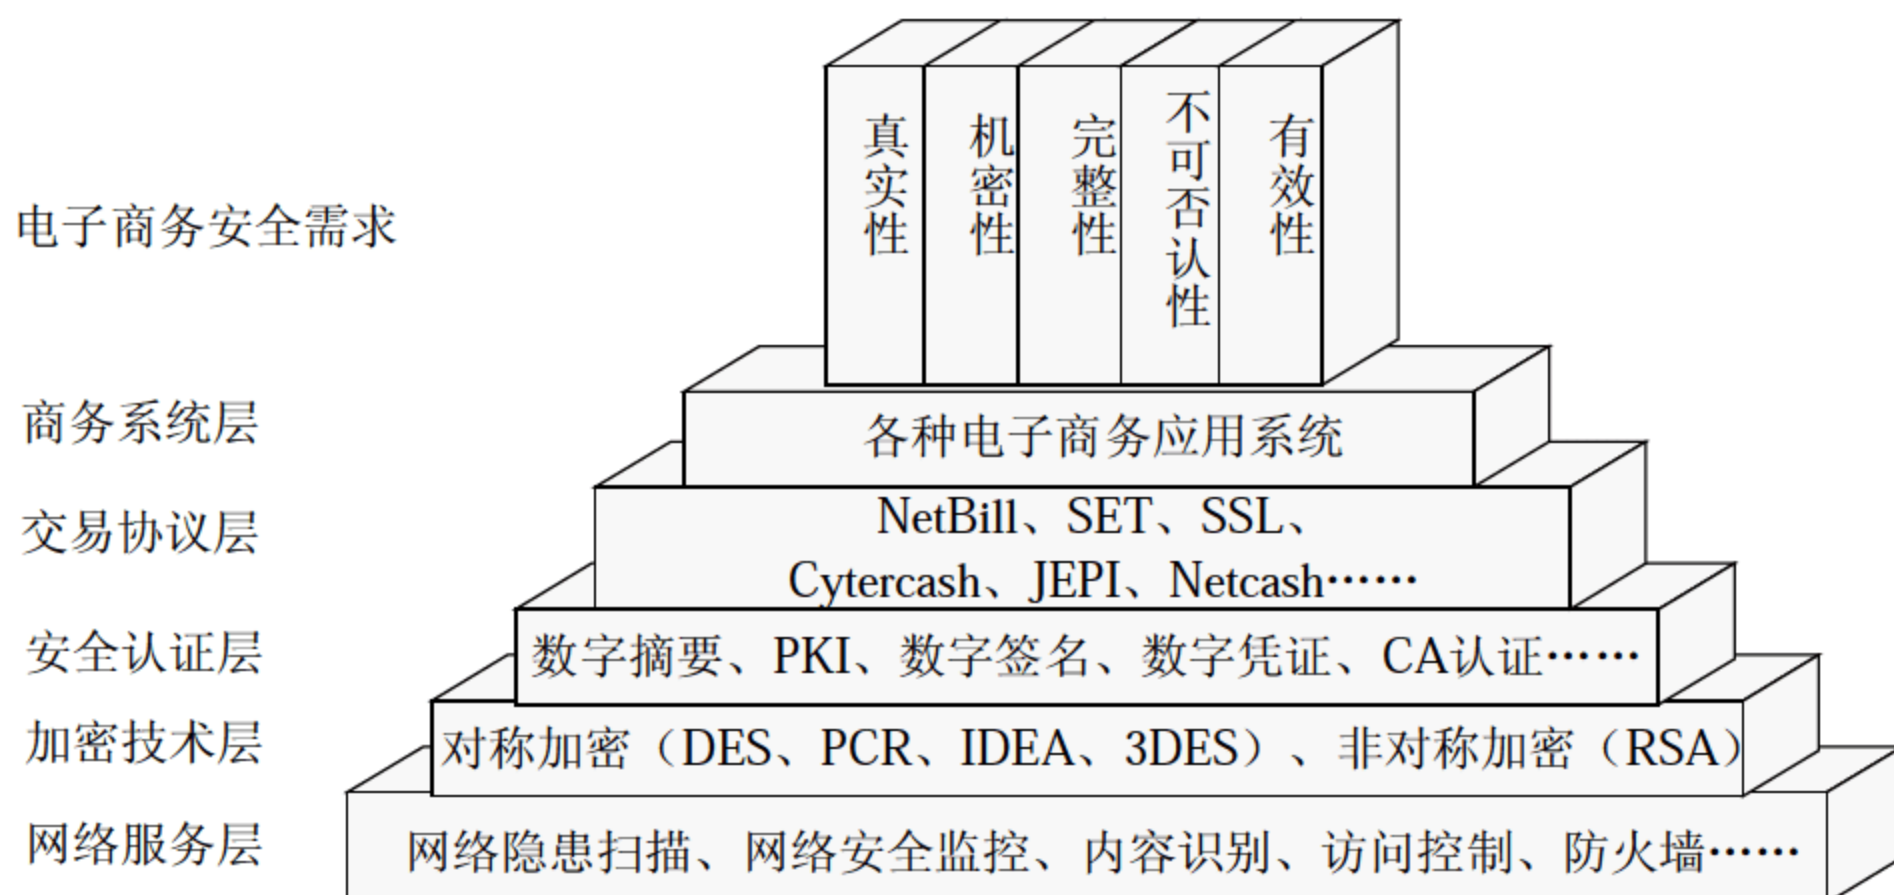 电子商务安全需求
真实性
机密性
完整性
不可否认性
有效性
商务系统层
各种电子商务应用系统
交易协议层
NetBill、SET、SSL、
Cytercash、JEPI、Netcash……
安全认证层
数字摘要、PKI、数字签名、数字凭证、CA认证……
加密技术层
对称加密（DES、PCR、IDEA、3DES）、非对称加密（RSA）
网络服务层
网络隐患扫描、网络安全监控、内容识别、访问控制、防火墙……